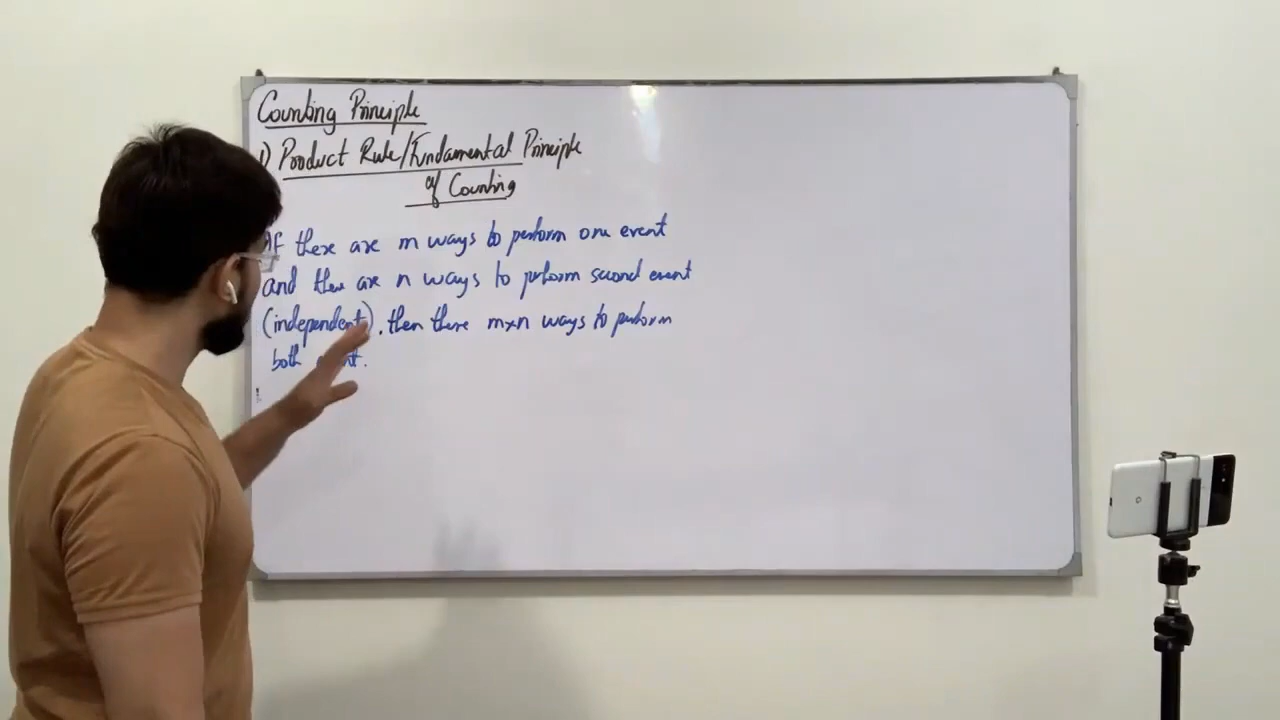 Counting Principle
1) Product Rule/Fundamental Principle
of Counting
If there are m ways to perform one event
and there are n ways to perform second event
(independent), then there m×n ways to perform
both event.